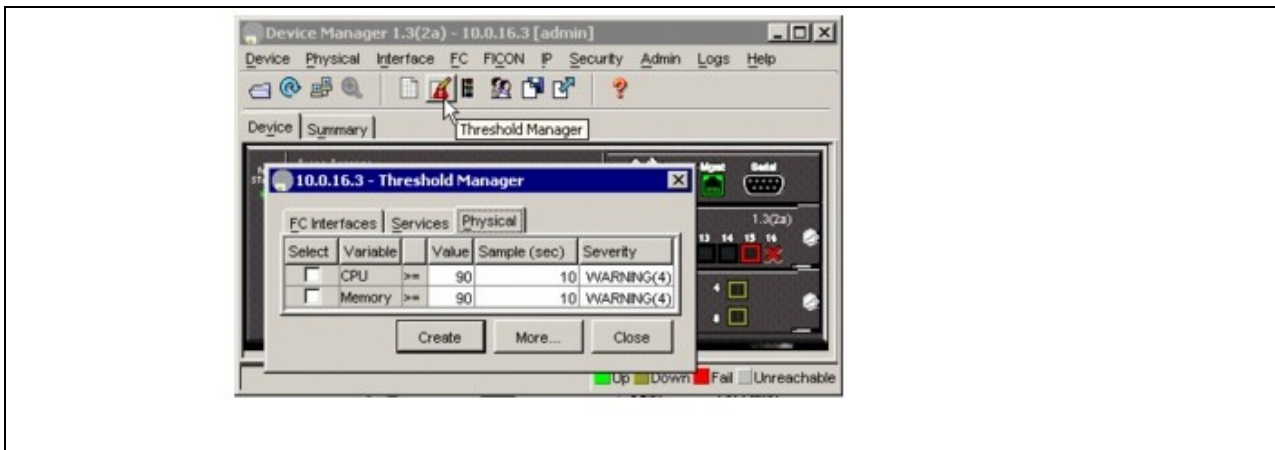 Device Manager 1.3(2a) - 10.0.16.3 [admin]
Device Physical Interface FC FICON IP Security Admin Logs Help
Device Summary
Threshold Manager
Mgmt Serial
10.0.16.3 - Threshold Manager
1.3(2a)
13 14 15 16
FC Interfaces Services Physical
Select Variable Value Sample (sec) Severity
CPU >= 90 10 WARNING(4)
Memory >= 90 10 WARNING(4)
4
8
Create More... Close
Up Down Fail Unreachable